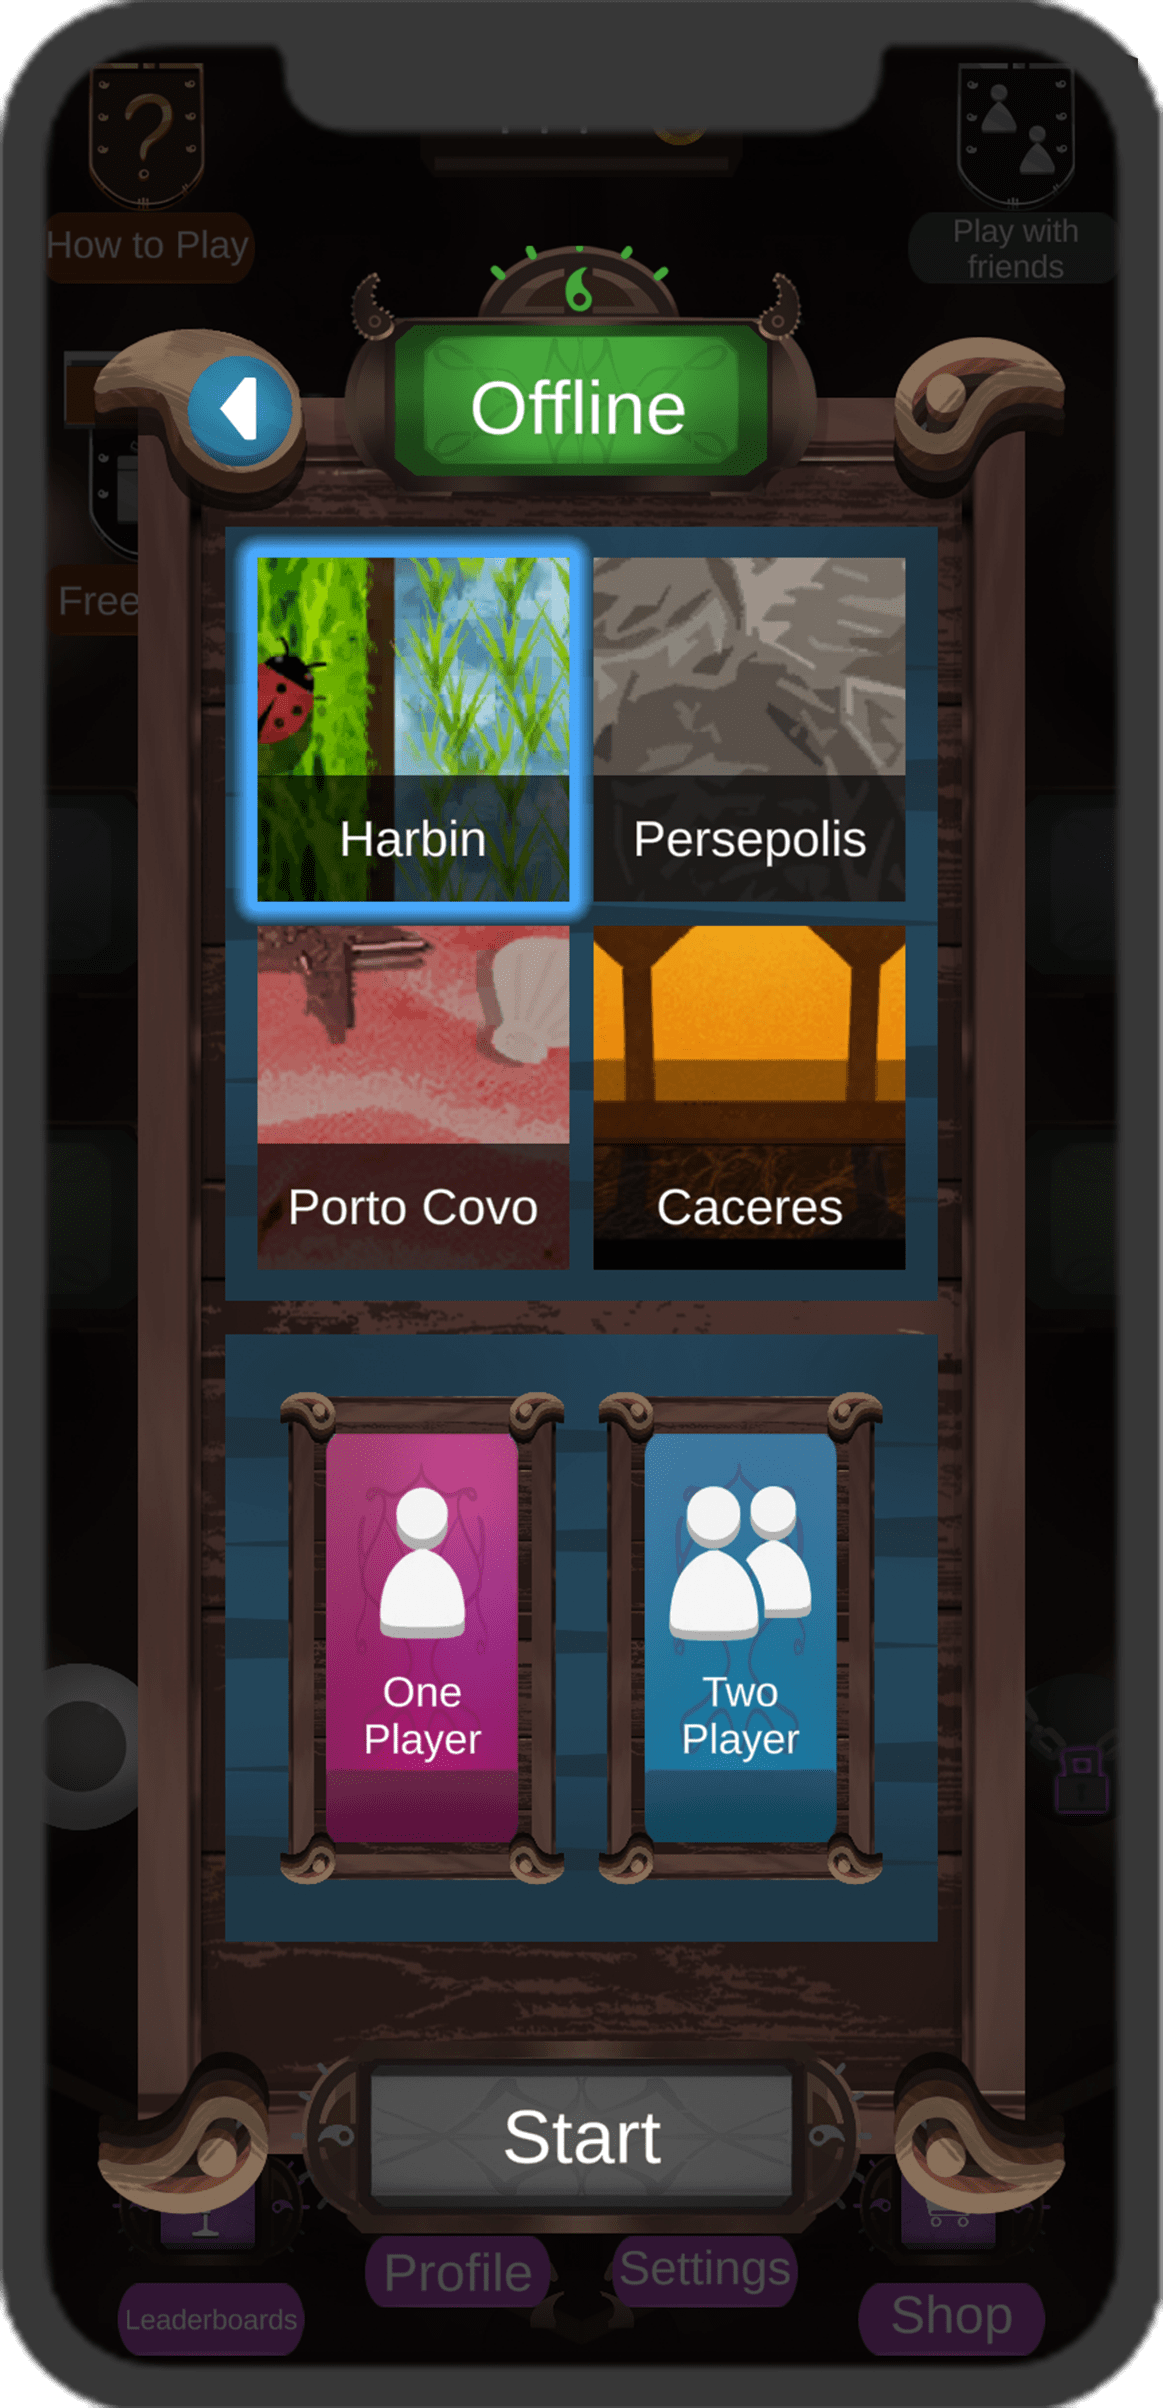 How to Play
Play with
friends
Offline
Free
Harbin
Persepolis
Porto Covo
Caceres
One
Player
Two
Player
Start
Profile
Settings
Leaderboards
Shop